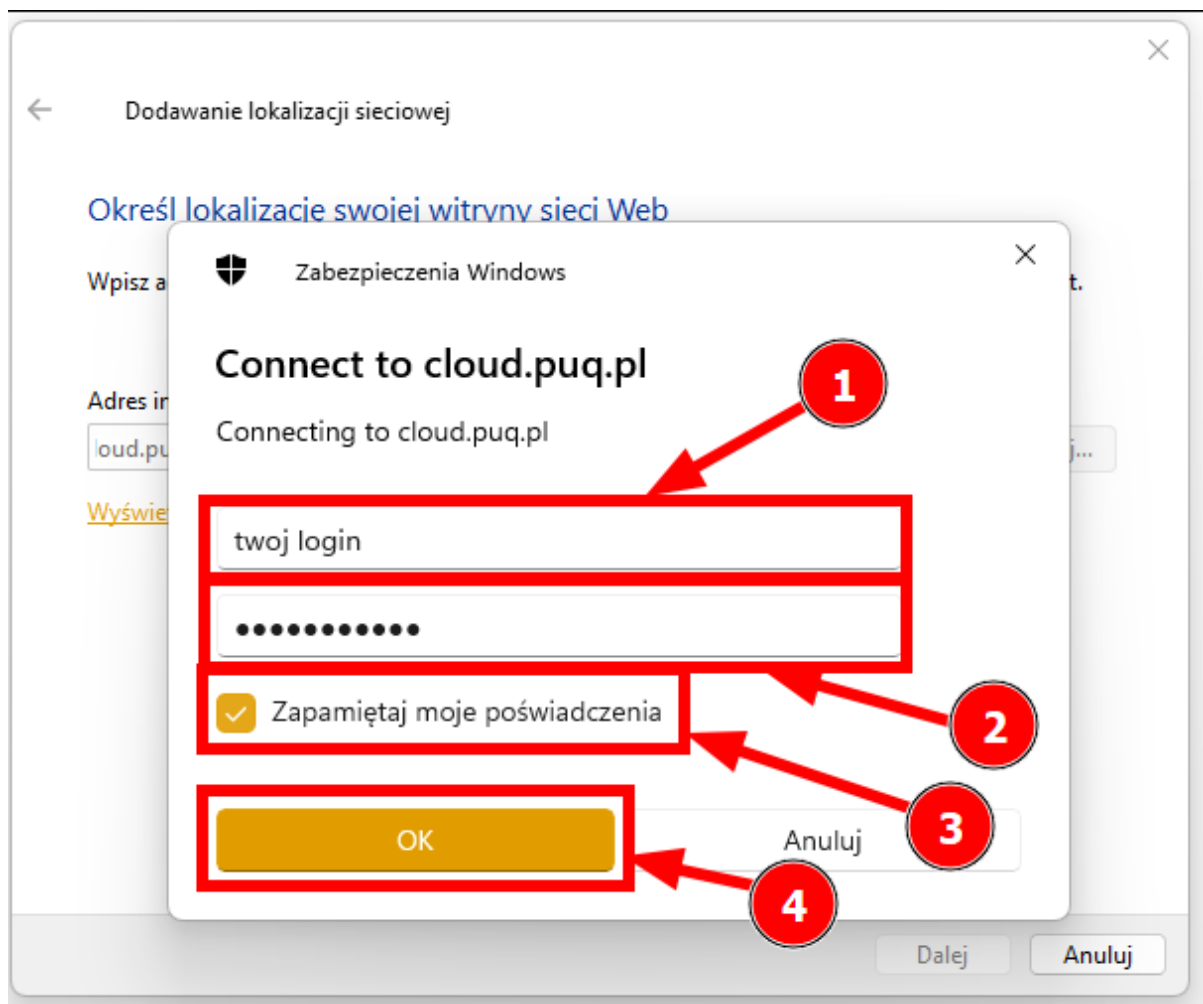 Dodawanie lokalizacji sieciowej
Określ lokalizację swojej witryny sieci Web
Wpisz a
t.
Zabezpieczenia Windows
Connect to cloud.puq.pl
1
Adres in
Connecting to cloud.puq.pl
loud.pu
j...
Wyświe
twoj login
•••••••••••
Zapamiętaj moje poświadczenia
2
OK
Anuluj
3
4
Dalej
Anuluj